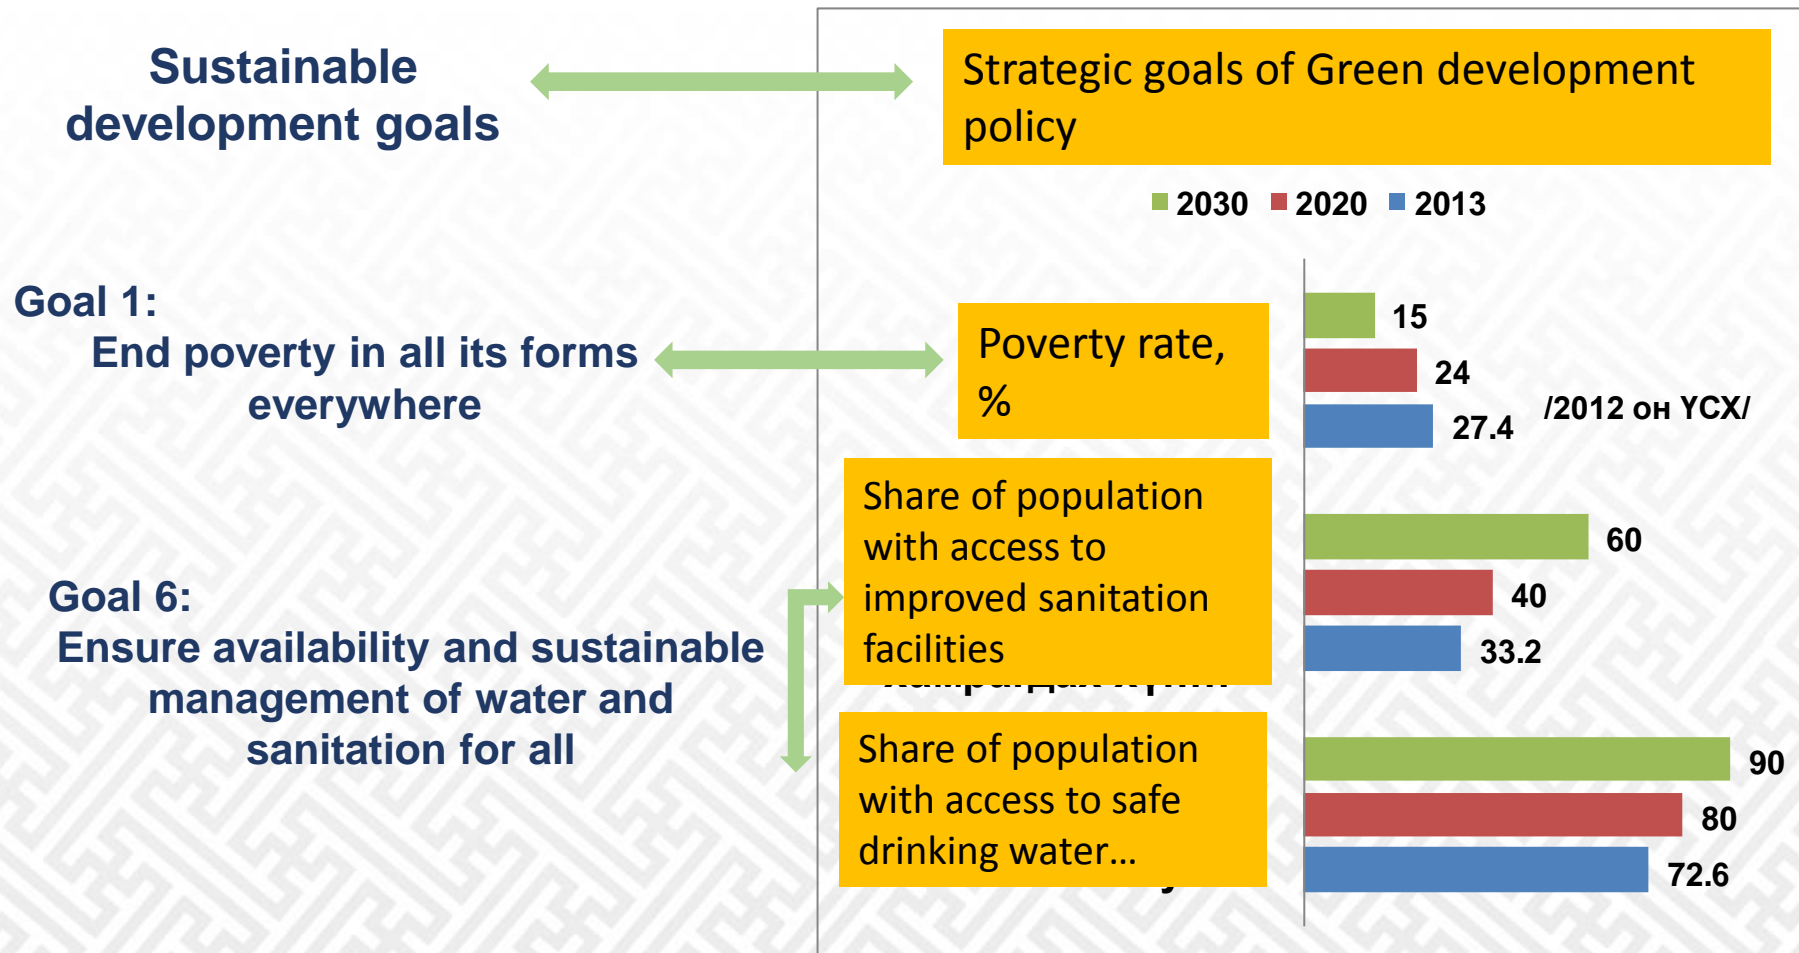 Sustainable
development goals
Strategic goals of Green development
policy
2030 2020 2013
Goal 1:
End poverty in all its forms
everywhere
Poverty rate,
%
15
24
27.4
/2012 он ҮСХ/
Goal 6:
Ensure availability and sustainable
management of water and
sanitation for all
Share of population
with access to
improved sanitation
facilities
60
40
33.2
Share of population
with access to safe
drinking water…
90
80
72.6